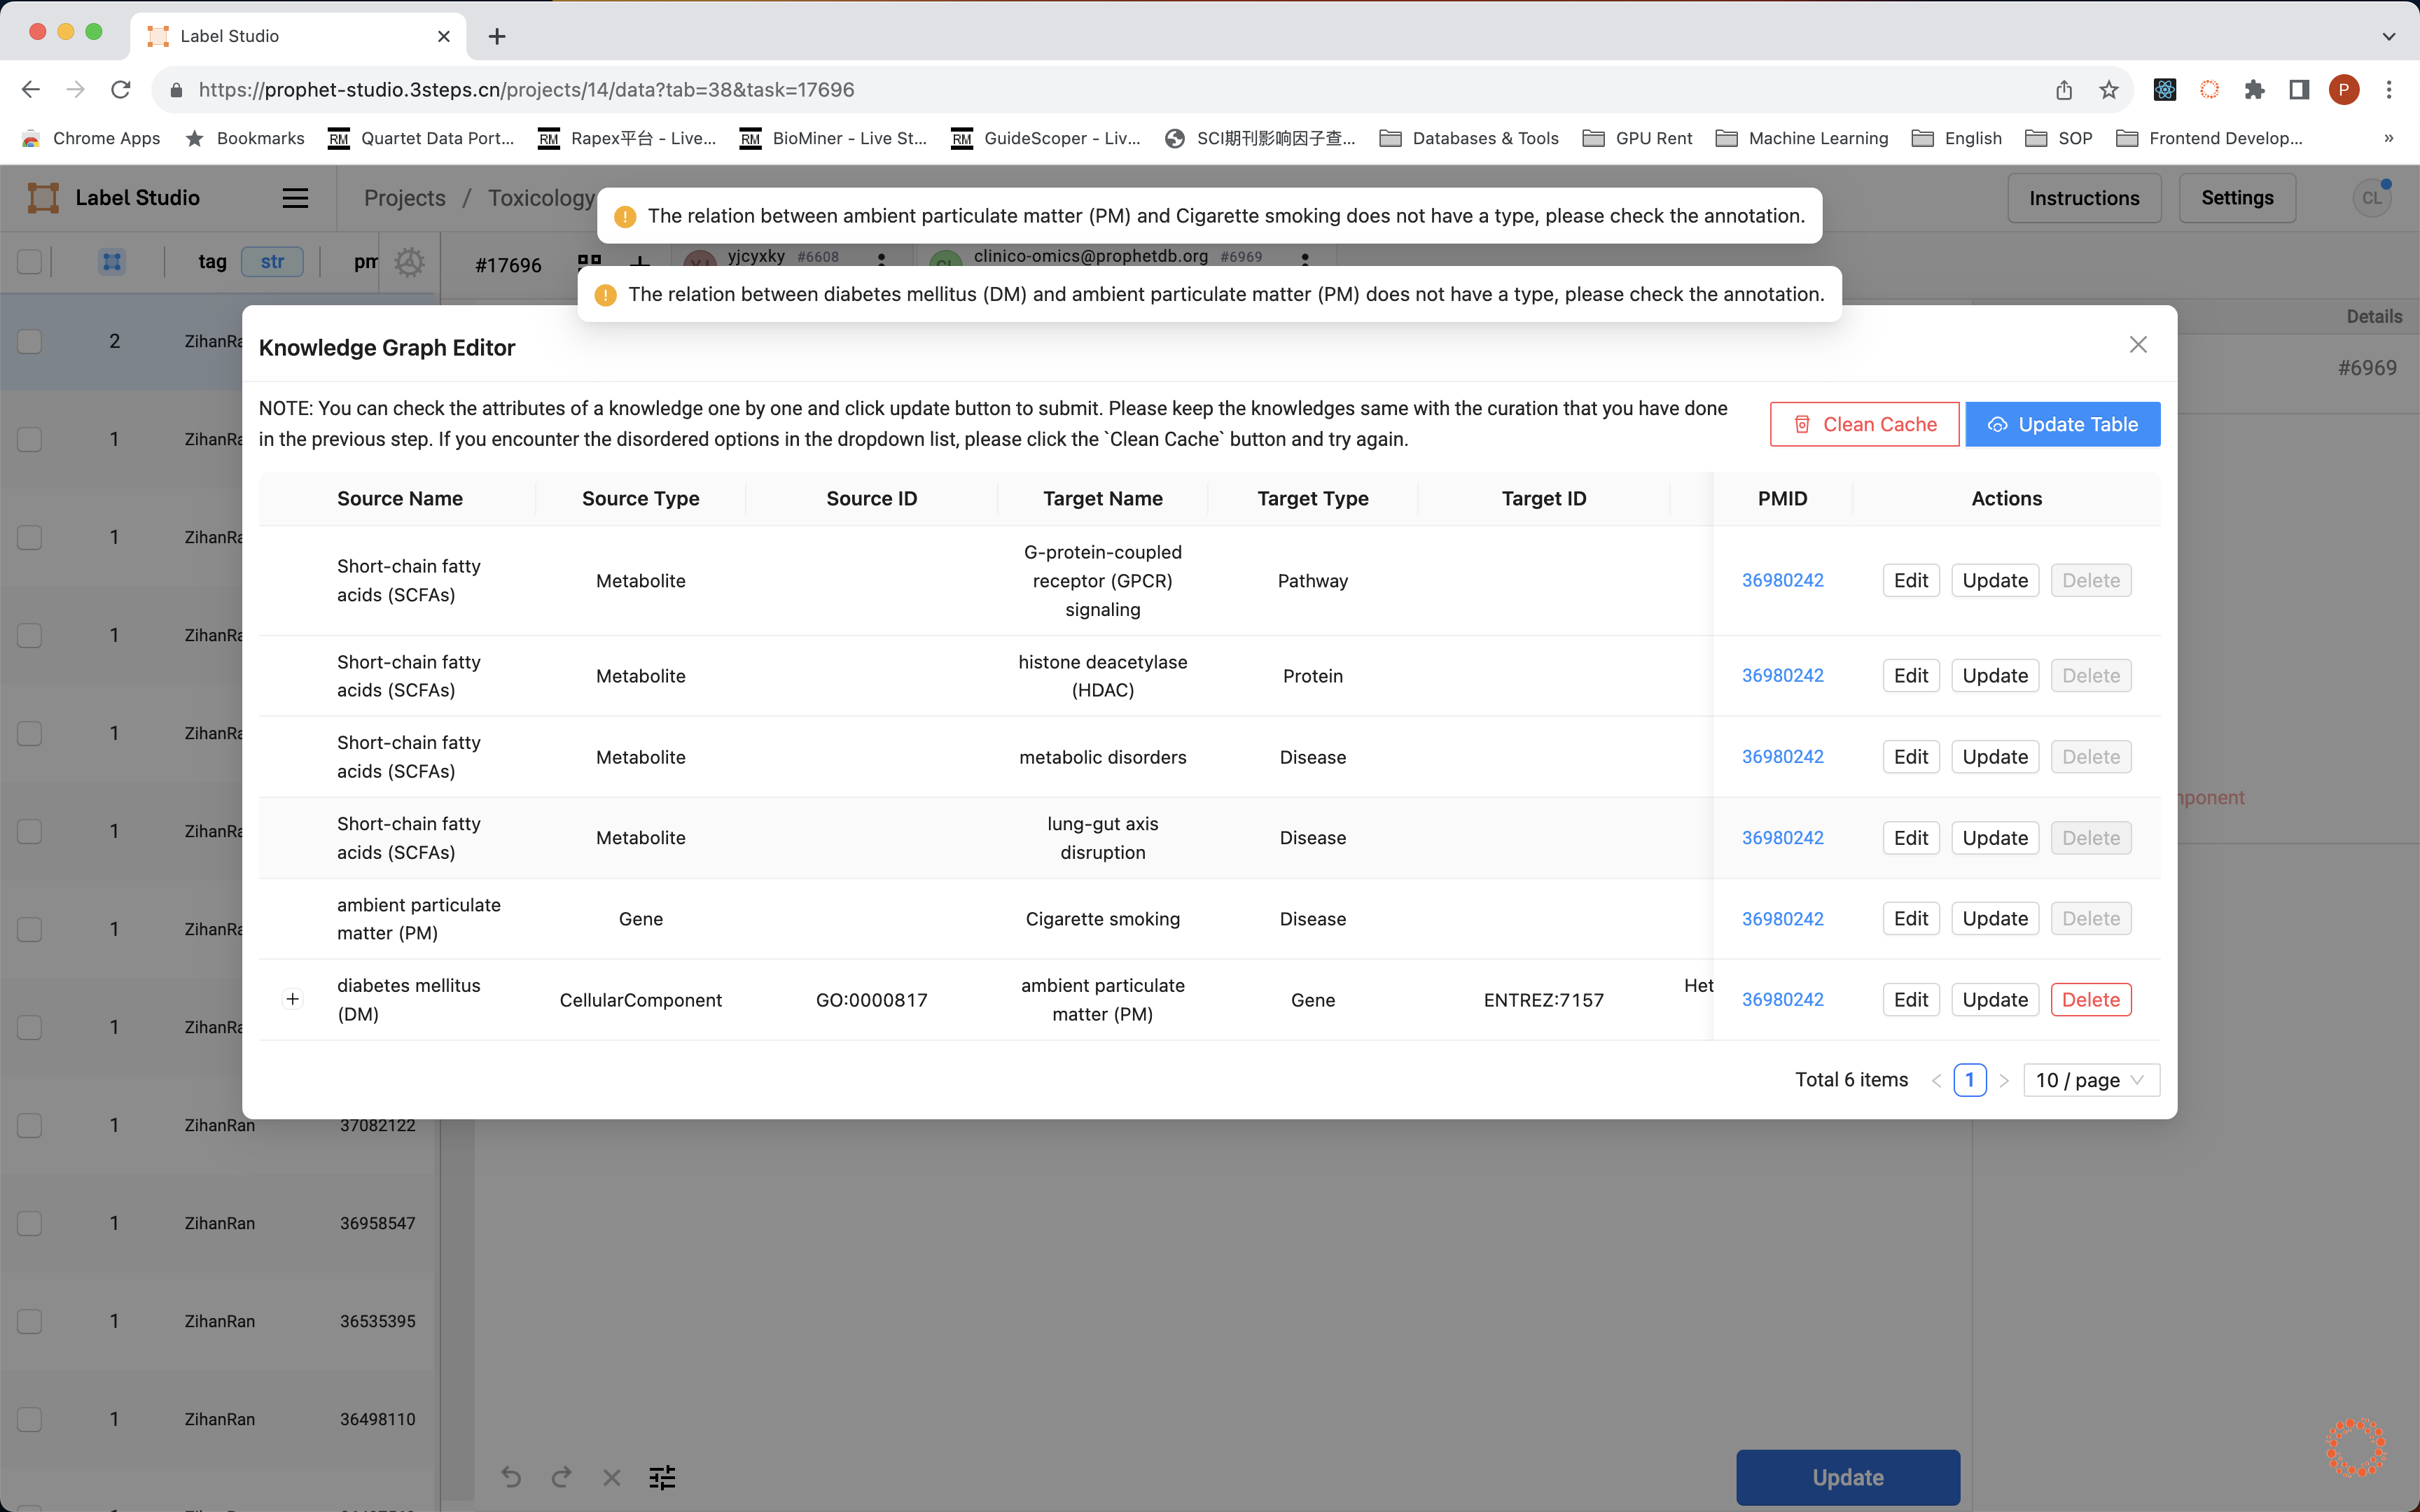 Label Studio
https://prophet-studio.3steps.cn/projects/14/data?tab=38&task=17696
P
Chrome Apps
Bookmarks
RM Quartet Data Port...
RM Rapex平台 - Live...
RM BioMiner - Live St...
RM GuideScoper - Liv...
SCI期刊影响因子查...
Databases & Tools
GPU Rent
Machine Learning
English
SOP
Frontend Develop...
»
Label Studio
Projects / Toxicology
Instructions
Settings
CL
The relation between ambient particulate matter (PM) and Cigarette smoking does not have a type, please check the annotation.
tag str pm
#17696
yjcyxky #6608
clinico-omics@prophetdb.org #6969
The relation between diabetes mellitus (DM) and ambient particulate matter (PM) does not have a type, please check the annotation.
Details
#6969
Knowledge Graph Editor
NOTE: You can check the attributes of a knowledge one by one and click update button to submit. Please keep the knowledges same with the curation that you have done
in the previous step. If you encounter the disordered options in the dropdown list, please click the `Clean Cache` button and try again.
Clean Cache
Update Table
Source Name Source Type Source ID Target Name Target Type Target ID PMID Actions
Short-chain fatty
acids (SCFAs)
Metabolite
G-protein-coupled
receptor (GPCR)
signaling
Pathway
36980242
Edit Update Delete
Short-chain fatty
acids (SCFAs)
Metabolite
histone deacetylase
(HDAC)
Protein
36980242
Edit Update Delete
Short-chain fatty
acids (SCFAs)
Metabolite
metabolic disorders
Disease
36980242
Edit Update Delete
Short-chain fatty
acids (SCFAs)
Metabolite
lung-gut axis
disruption
Disease
36980242
Edit Update Delete
ambient particulate
matter (PM)
Gene
Cigarette smoking
Disease
36980242
Edit Update Delete
diabetes mellitus
(DM)
CellularComponent
GO:0000817
ambient particulate
matter (PM)
Gene
ENTREZ:7157
Het
36980242
Edit Update Delete
Total 6 items < 1 > 10 / page
2 ZihanRa
1 ZihanRa
1 ZihanRa
1 ZihanRa
1 ZihanRa
1 ZihanRa
1 ZihanRa
1 ZihanRa
1 ZihanRan 37082122
1 ZihanRan 36958547
1 ZihanRan 36535395
1 ZihanRan 36498110
ponent
Update